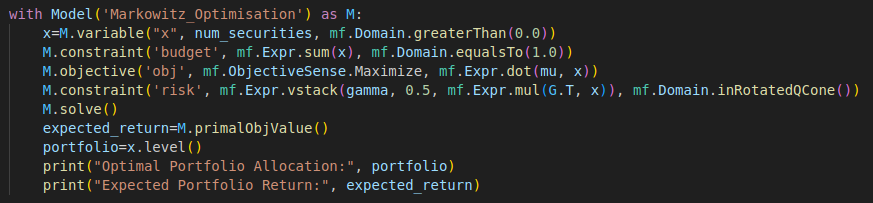 with Model('Markowitz_Optimisation') as M:
    x=M.variable("x", num_securities, mf.Domain.greaterThan(0.0))
    M.constraint('budget', mf.Expr.sum(x), mf.Domain.equalsTo(1.0))
    M.objective('obj', mf.ObjectiveSense.Maximize, mf.Expr.dot(mu, x))
    M.constraint('risk', mf.Expr.vstack(gamma, 0.5, mf.Expr.mul(G.T, x)), mf.Domain.inRotatedQCone())
    M.solve()
    expected_return=M.primalObjValue()
    portfolio=x.level()
    print("Optimal Portfolio Allocation:", portfolio)
    print("Expected Portfolio Return:", expected_return)